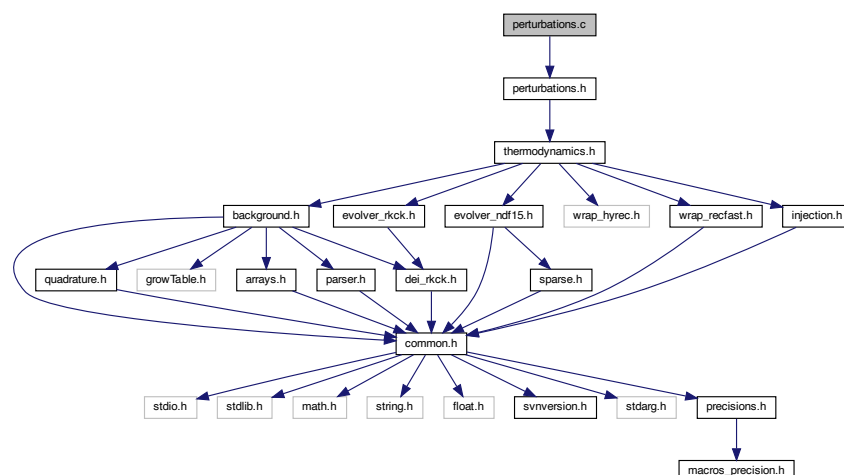 perturbations.c
perturbations.h
thermodynamics.h
background.h
evolver_rkck.h
evolver_ndf15.h
wrap_hyrec.h
wrap_recfast.h
injection.h
quadrature.h
growTable.h
arrays.h
parser.h
dei_rkck.h
sparse.h
common.h
stdio.h
stdlib.h
math.h
string.h
float.h
svnversion.h
stdarg.h
precisions.h
macros_precision.h